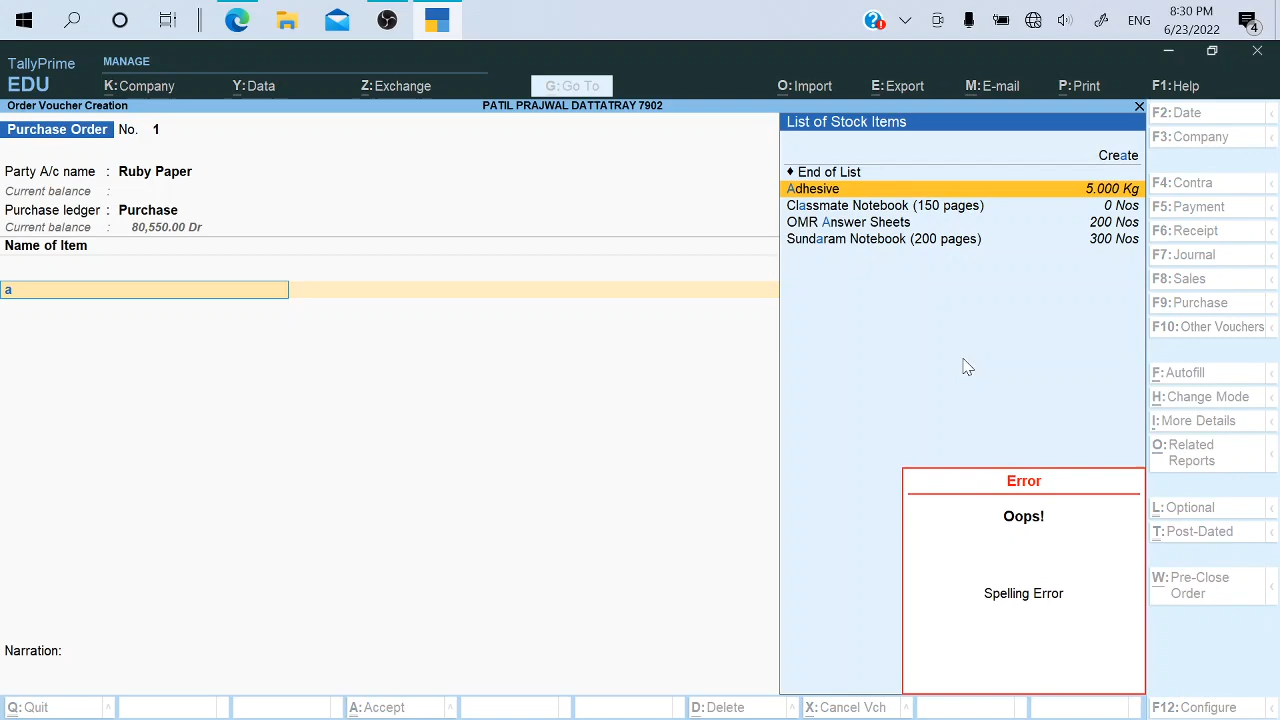 ENG
8:30 PM
6/23/2022
4
TallyPrime
EDU
MANAGE
K:Company
Y:Data
Z:Exchange
G:Go To
O:Import
E:Export
M:E-mail
P:Print
F1:Help
Order Voucher Creation
PATIL PRAJWAL DATTATRAY 7902
Purchase Order No. 1
Party A/c name : Ruby Paper
Current balance :
Purchase ledger : Purchase
Current balance : 80,550.00 Dr
Name of Item
a
Narration:
List of Stock Items
Create
♦ End of List
Adhesive 5.000 Kg
Classmate Notebook (150 pages) 0 Nos
OMR Answer Sheets 200 Nos
Sundaram Notebook (200 pages) 300 Nos
Error
Oops!
Spelling Error
F2:Date
F3:Company
F4:Contra
F5:Payment
F6:Receipt
F7:Journal
F8:Sales
F9:Purchase
F10:Other Vouchers
F:Autofill
H:Change Mode
I:More Details
O:Related
Reports
L:Optional
T:Post-Dated
W:Pre-Close
Order
Q:Quit
A:Accept
D:Delete
X:Cancel Vch
F12:Configure